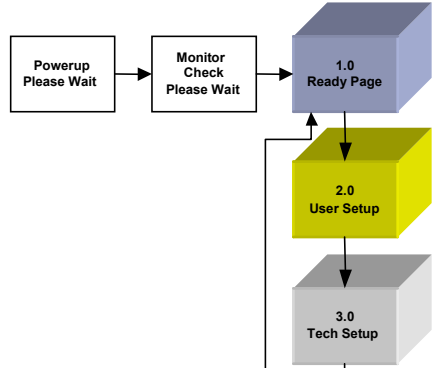 Powerup
Please Wait
Monitor
Check
Please Wait
1.0
Ready Page
2.0
User Setup
3.0
Tech Setup